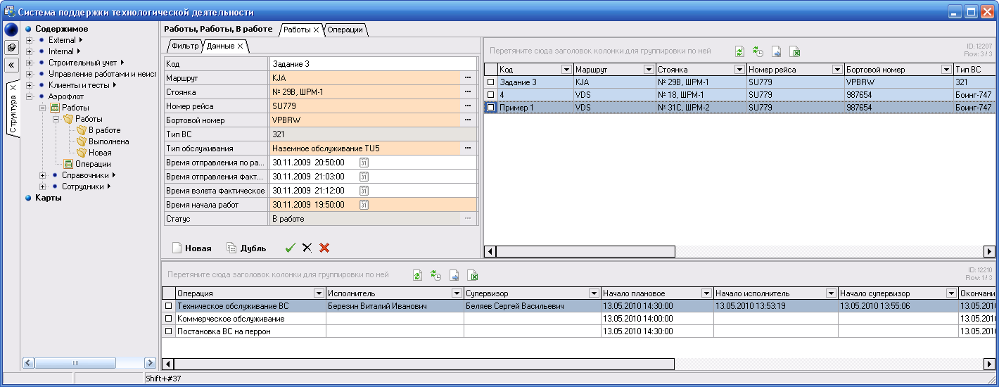 Система поддержки технологической деятельности
Структура
Содержимое
External
Internal
Строительный учет
Управление работами и неисп
Клиенты и тесты
Аэрофлот
Работы
Работы
В работе
Выполнена
Новая
Операции
Справочники
Сотрудники
Карты
Работы, Работы, В работе Работы Операции
Фильтр Данные
Код Задание 3
Маршрут KJA
Стоянка № 29В, ШРМ-1
Номер рейса SU779
Бортовой номер VPBRW
Тип ВС 321
Тип обслуживания Наземное обслуживание TU5
Время отправления по ра... 30.11.2009 20:50:00
Время отправления факт... 30.11.2009 21:03:00
Время взлета фактическое 30.11.2009 21:12:00
Время начала работ 30.11.2009 19:50:00
Статус В работе
Новая Дубль
Перетяните сюда заголовок колонки для группировки по ней ID: 12207
Row: 3 / 3
Код Маршрут Стоянка Номер рейса Бортовой номер Тип ВС
Задание 3 KJA № 29В, ШРМ-1 SU779 VPBRW 321
4 VDS № 18, ШРМ-1 SU779 987654 Боинг-747
Пример 1 VDS № 31С, ШРМ-2 SU779 987654 Боинг-747
Перетяните сюда заголовок колонки для группировки по ней ID: 12210
Row: 1 / 3
Операция Исполнитель Супервизор Начало плановое Начало исполнитель Начало супервизор Окончани
Техническое обслуживание ВС Березин Виталий Иванович Беляев Сергей Васильевич 13.05.2010 14:30:00 13.05.2010 13:53:19 13.05.2010 13:55:06 13.05.201
Коммерческое обслуживание 13.05.2010 14:00:00 13.05.201
Постановка ВС на перрон 13.05.2010 14:30:00 13.05.201
Shift+#37